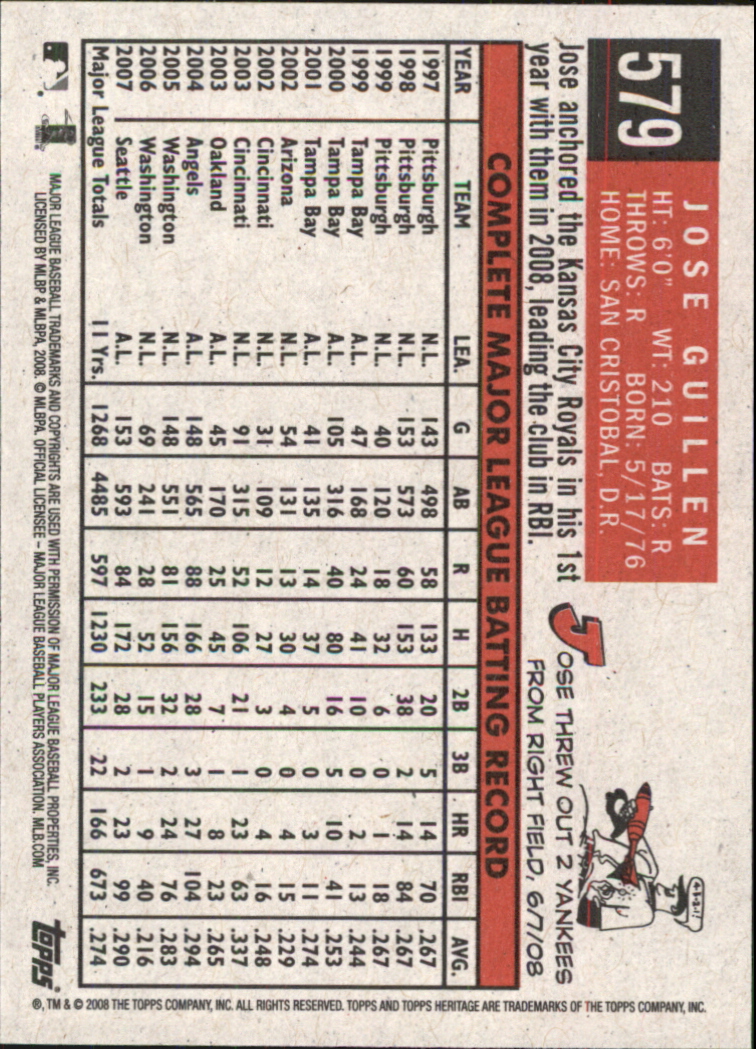 579
JOSE GUILLEN
HT: 6'0" WT: 210 BATS: R
THROWS: R BORN: 5/17/76
HOME: SAN CRISTOBAL, D.R.
Jose anchored the Kansas City Royals in his 1st
year with them in 2008, leading the club in RBI.
JOSE THREW OUT 2 YANKEES
FROM RIGHT FIELD, 6/7/08
COMPLETE MAJOR LEAGUE BATTING RECORD
YEAR TEAM LEA. G AB R H 2B 3B HR RBI AVG.
1997 Pittsburgh N.L. 143 498 58 133 20 5 14 70 .267
1998 Pittsburgh N.L. 153 573 60 153 38 2 14 84 .267
1999 Pittsburgh N.L. 40 120 18 32 6 0 1 18 .267
1999 Tampa Bay A.L. 47 168 24 41 10 0 2 13 .244
2000 Tampa Bay A.L. 105 316 40 80 16 5 10 41 .253
2001 Tampa Bay A.L. 41 135 14 37 5 0 3 11 .274
2002 Arizona N.L. 54 131 13 30 4 0 4 15 .229
2002 Cincinnati N.L. 31 109 12 27 3 0 4 16 .248
2003 Cincinnati N.L. 91 315 52 106 21 1 23 63 .337
2003 Oakland A.L. 45 170 25 45 7 1 8 23 .265
2004 Angels A.L. 148 565 88 166 28 3 27 104 .294
2005 Washington N.L. 148 551 81 156 32 2 24 76 .283
2006 Washington N.L. 69 241 28 52 15 1 9 40 .216
2007 Seattle A.L. 153 593 84 172 28 2 23 99 .290
Major League Totals 11 Yrs. 1268 4485 597 1230 233 22 166 673 .274
MAJOR LEAGUE BASEBALL TRADEMARKS AND COPYRIGHTS ARE USED WITH PERMISSION OF MAJOR LEAGUE BASEBALL PROPERTIES, INC.
LICENSED BY MLBP & MLBPA, 2008. © MLBPA. OFFICIAL LICENSEE – MAJOR LEAGUE BASEBALL PLAYERS ASSOCIATION. MLB.COM
topps
®, TM & © 2008 THE TOPPS COMPANY, INC. ALL RIGHTS RESERVED. TOPPS AND TOPPS HERITAGE ARE TRADEMARKS OF THE TOPPS COMPANY, INC.